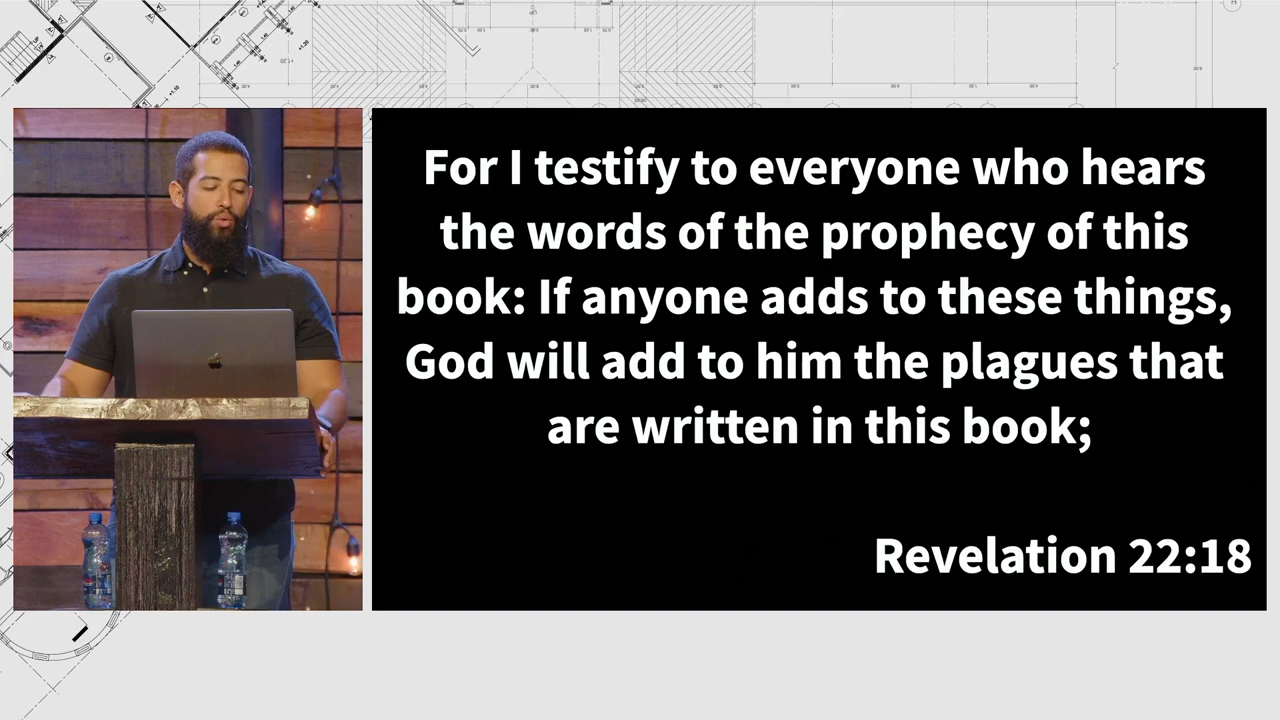 For I testify to everyone who hears
the words of the prophecy of this
book: If anyone adds to these things,
God will add to him the plagues that
are written in this book;
Revelation 22:18